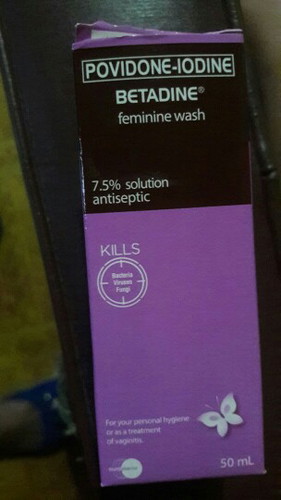 POVIDONE-IODINE
BETADINE®
feminine wash
7.5% solution
antiseptic
KILLS
Bacteria
Viruses
Fungi
For your personal hygiene
or as a treatment
of vaginitis.
50 mL